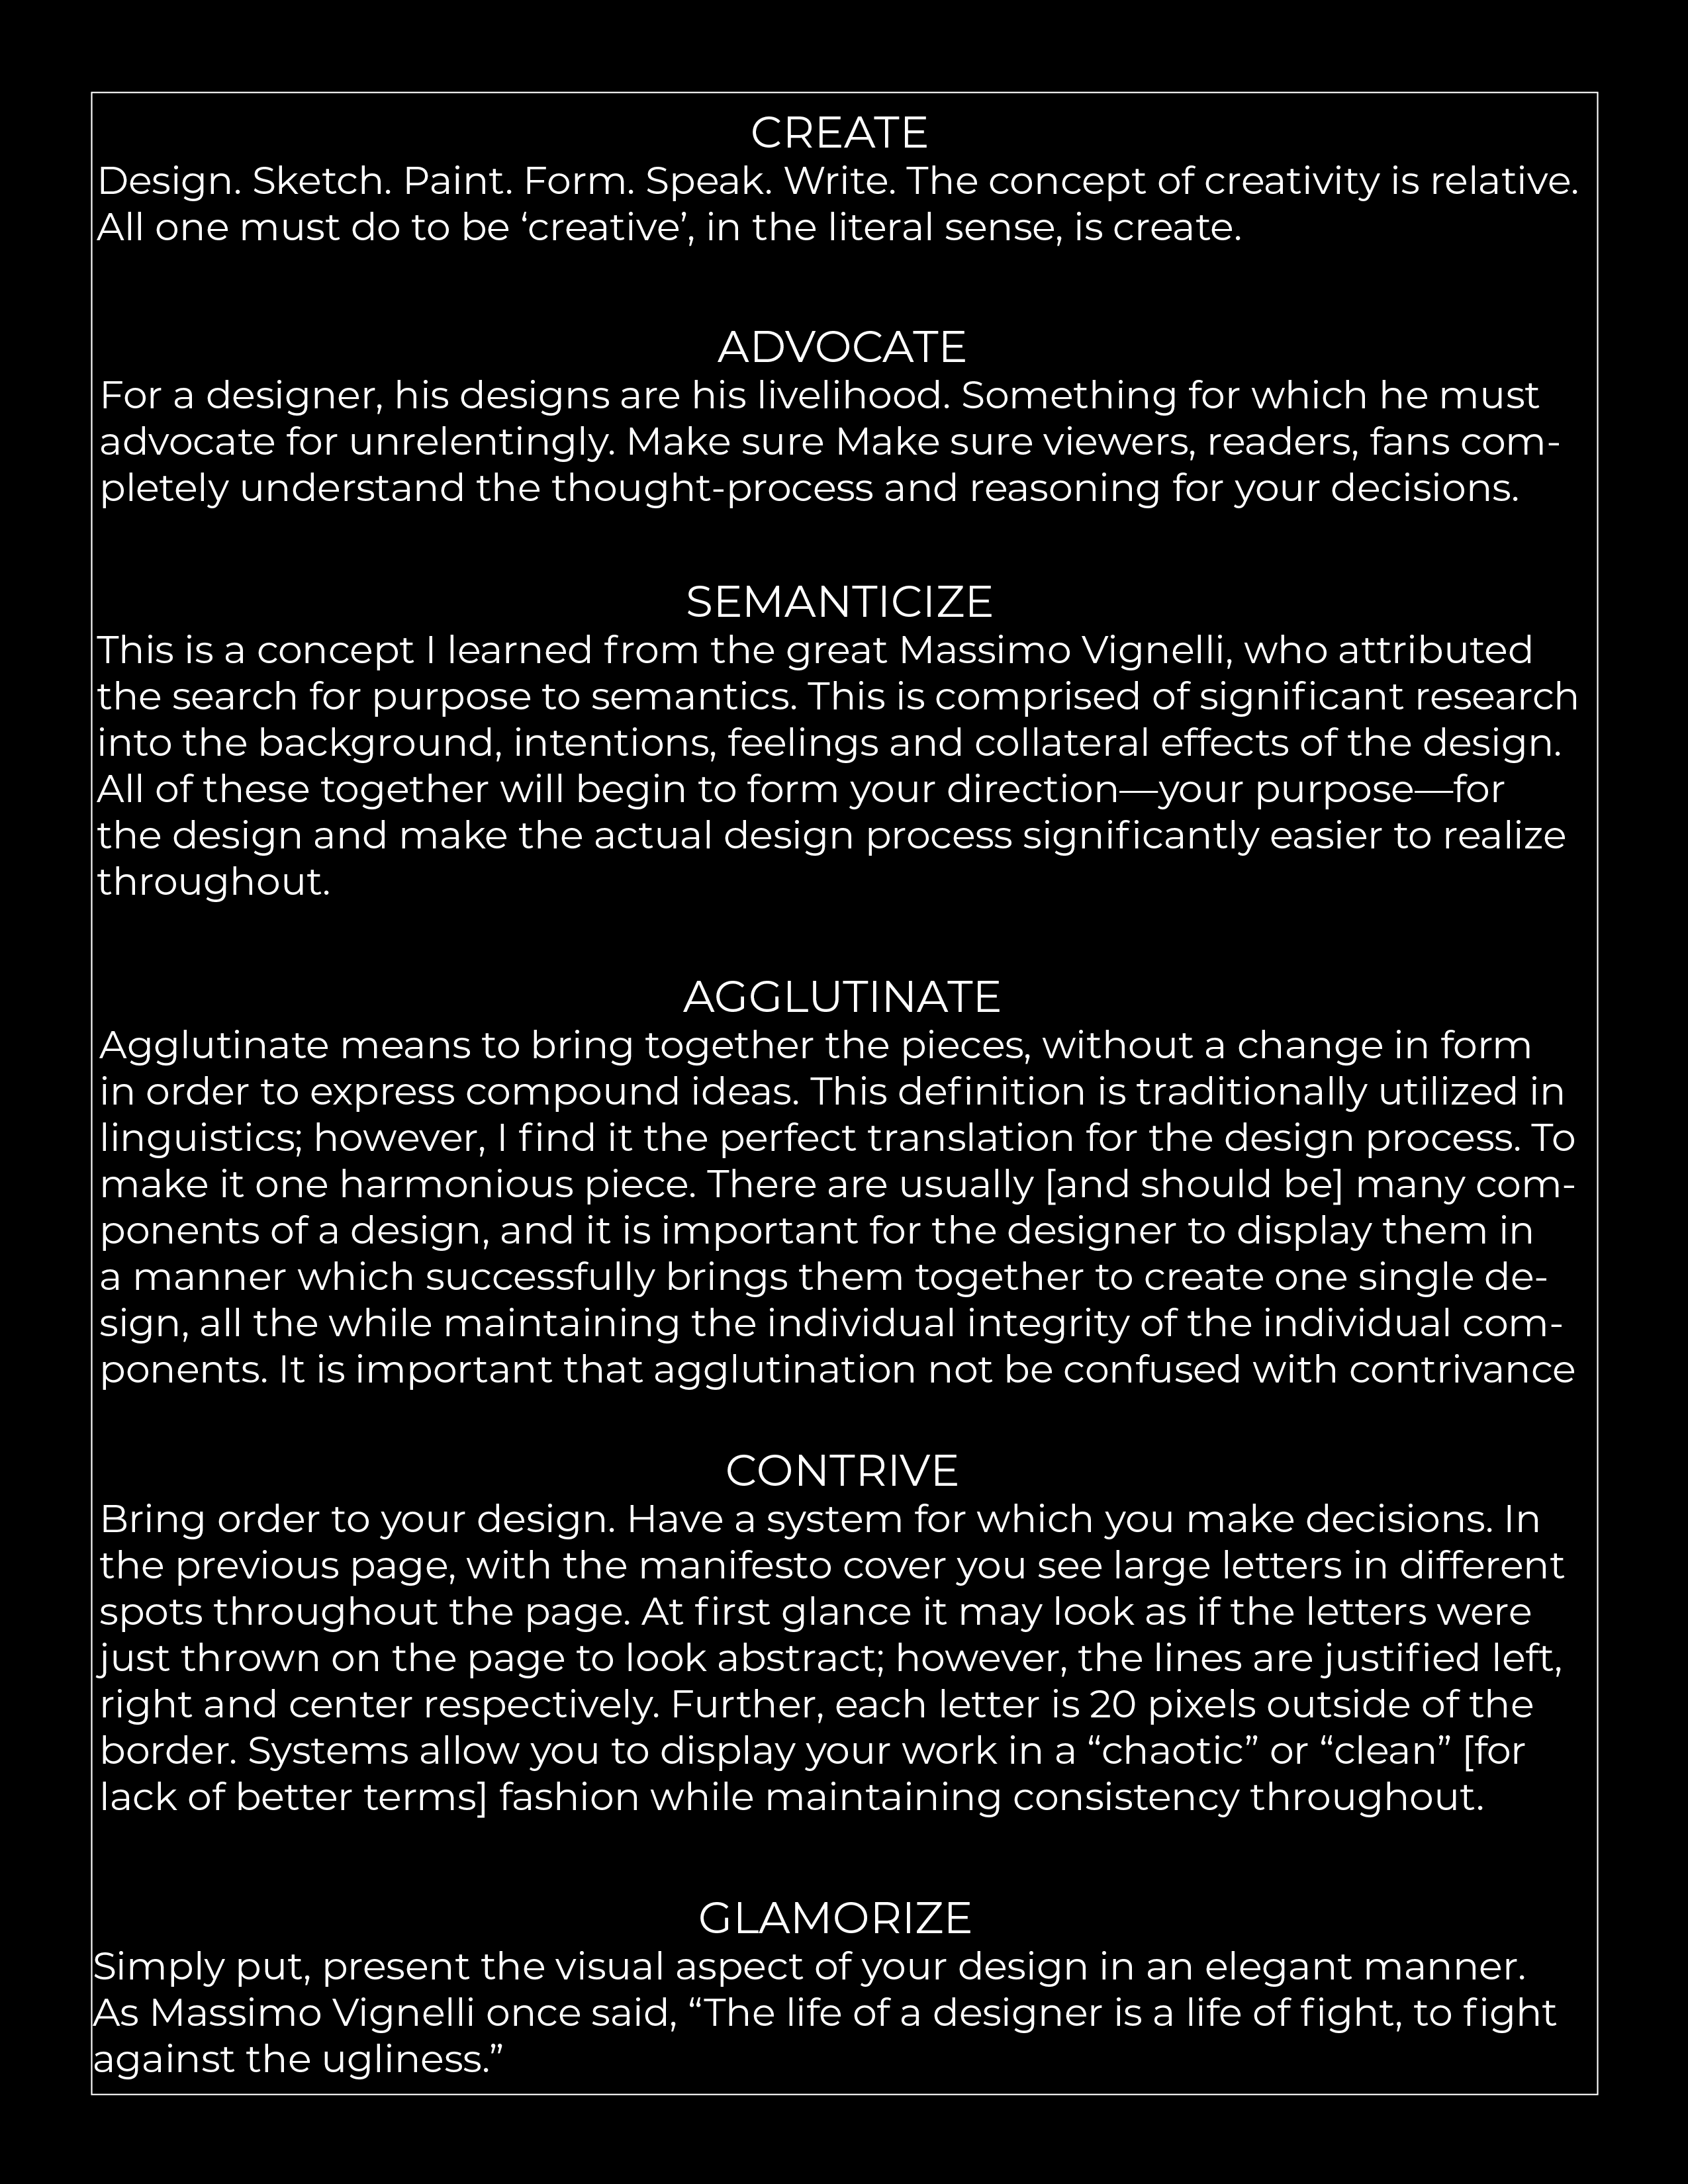 CREATE
Design. Sketch. Paint. Form. Speak. Write. The concept of creativity is relative.
All one must do to be ‘creative’, in the literal sense, is create.
ADVOCATE
For a designer, his designs are his livelihood. Something for which he must
advocate for unrelentingly. Make sure Make sure viewers, readers, fans com-
pletely understand the thought-process and reasoning for your decisions.
SEMANTICIZE
This is a concept I learned from the great Massimo Vignelli, who attributed
the search for purpose to semantics. This is comprised of significant research
into the background, intentions, feelings and collateral effects of the design.
All of these together will begin to form your direction—your purpose—for
the design and make the actual design process significantly easier to realize
throughout.
AGGLUTINATE
Agglutinate means to bring together the pieces, without a change in form
in order to express compound ideas. This definition is traditionally utilized in
linguistics; however, I find it the perfect translation for the design process. To
make it one harmonious piece. There are usually [and should be] many com-
ponents of a design, and it is important for the designer to display them in
a manner which successfully brings them together to create one single de-
sign, all the while maintaining the individual integrity of the individual com-
ponents. It is important that agglutination not be confused with contrivance
CONTRIVE
Bring order to your design. Have a system for which you make decisions. In
the previous page, with the manifesto cover you see large letters in different
spots throughout the page. At first glance it may look as if the letters were
just thrown on the page to look abstract; however, the lines are justified left,
right and center respectively. Further, each letter is 20 pixels outside of the
border. Systems allow you to display your work in a “chaotic” or “clean” [for
lack of better terms] fashion while maintaining consistency throughout.
GLAMORIZE
Simply put, present the visual aspect of your design in an elegant manner.
As Massimo Vignelli once said, “The life of a designer is a life of fight, to fight
against the ugliness.”